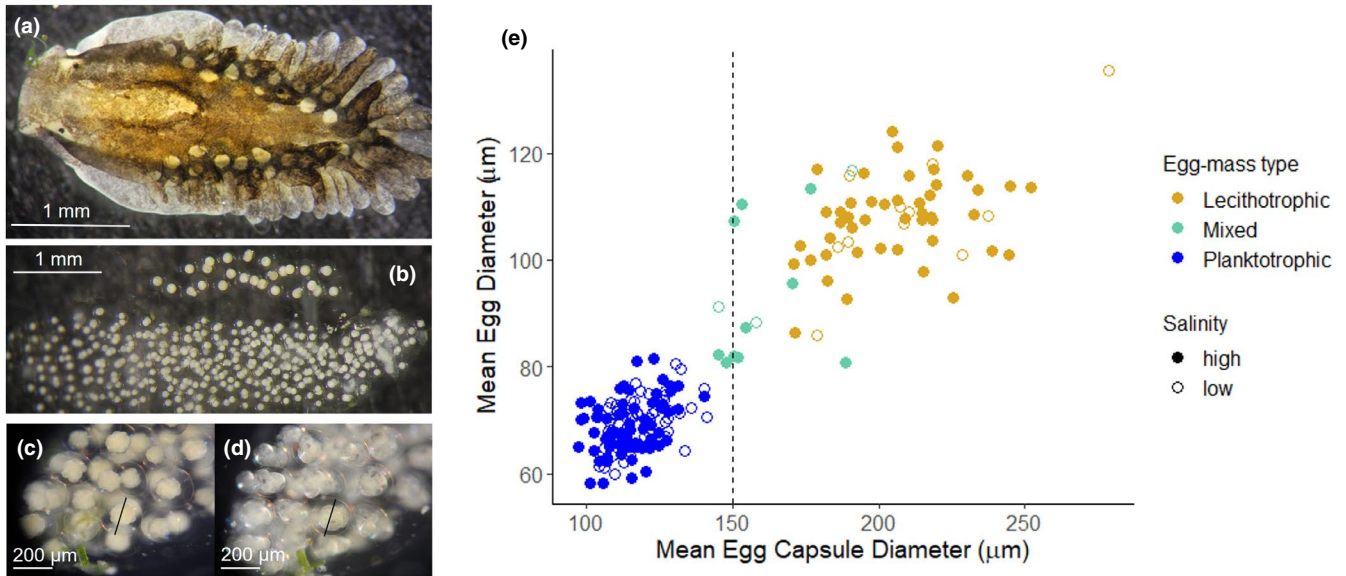 (a)
1 mm
1 mm
(b)
(c)
200 µm
(d)
200 µm
(e)
Mean Egg Diameter (µm)
120
100
80
60
100
150
200
250
Mean Egg Capsule Diameter (µm)
Egg-mass type
Lecithotrophic
Mixed
Planktotrophic
Salinity
high
low